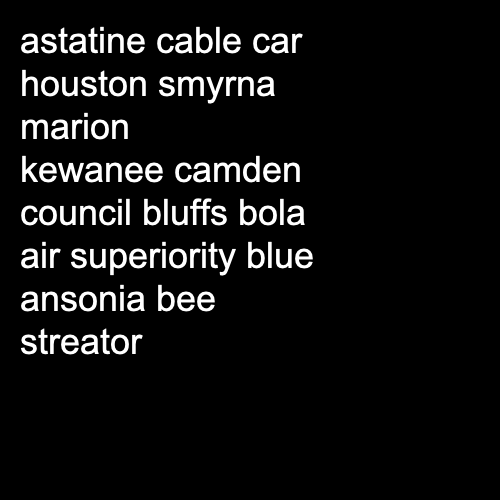 astatine cable car
houston smyrna
marion
kewanee camden
council bluffs bola
air superiority blue
ansonia bee
streator